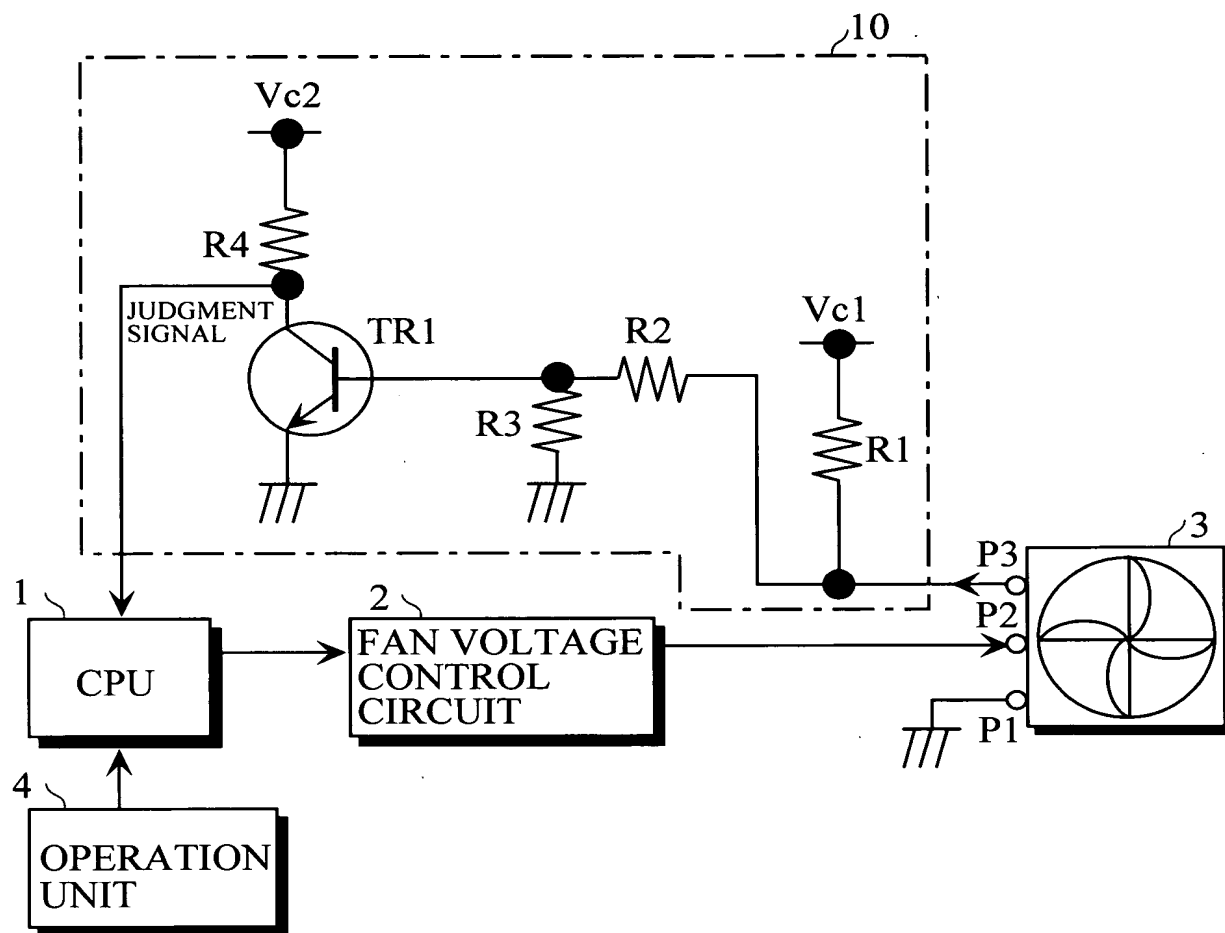 10
Vc2
R4
JUDGMENT
SIGNAL
TR1
R2
Vc1
R3
R1
3
P3
1
2
P2
CPU
FAN VOLTAGE
CONTROL
CIRCUIT
P1
4
OPERATION
UNIT